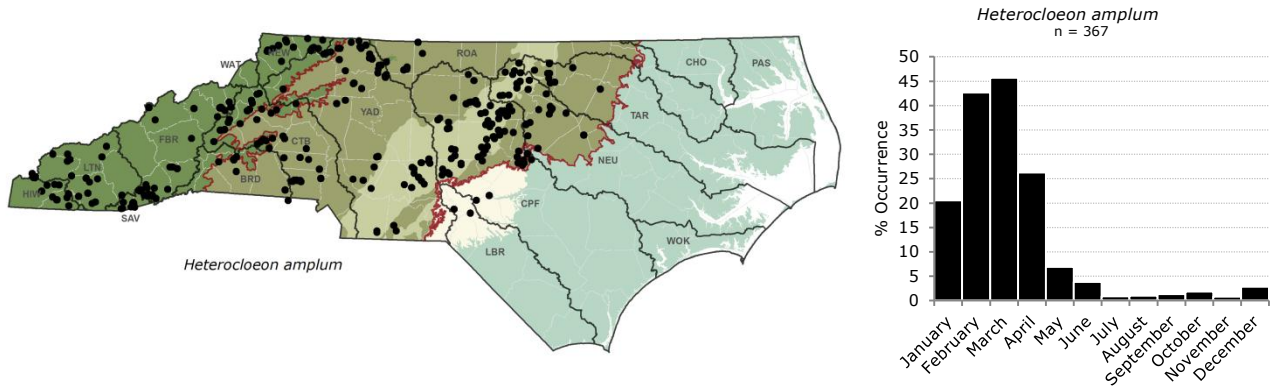 NEW
WAT
ROA
CHO
PAS
YAD
TAR
FBR
CTB
LTN
NEU
BRD
HIW
SAV
CPF
WOK
LBR
Heterocloeon amplum
Heterocloeon amplum
n = 367
% Occurrence
50
45
40
35
30
25
20
15
10
5
0
January
February
March
April
May
June
July
August
September
October
November
December